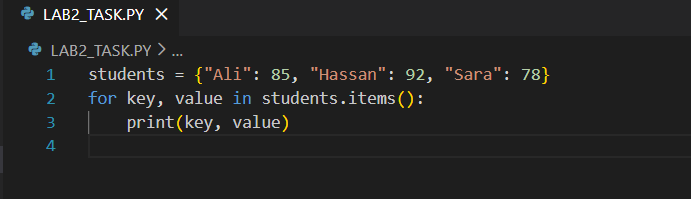 LAB2_TASK.PY ×
LAB2_TASK.PY > ...
1 students = {"Ali": 85, "Hassan": 92, "Sara": 78}
2 for key, value in students.items():
3     print(key, value)
4